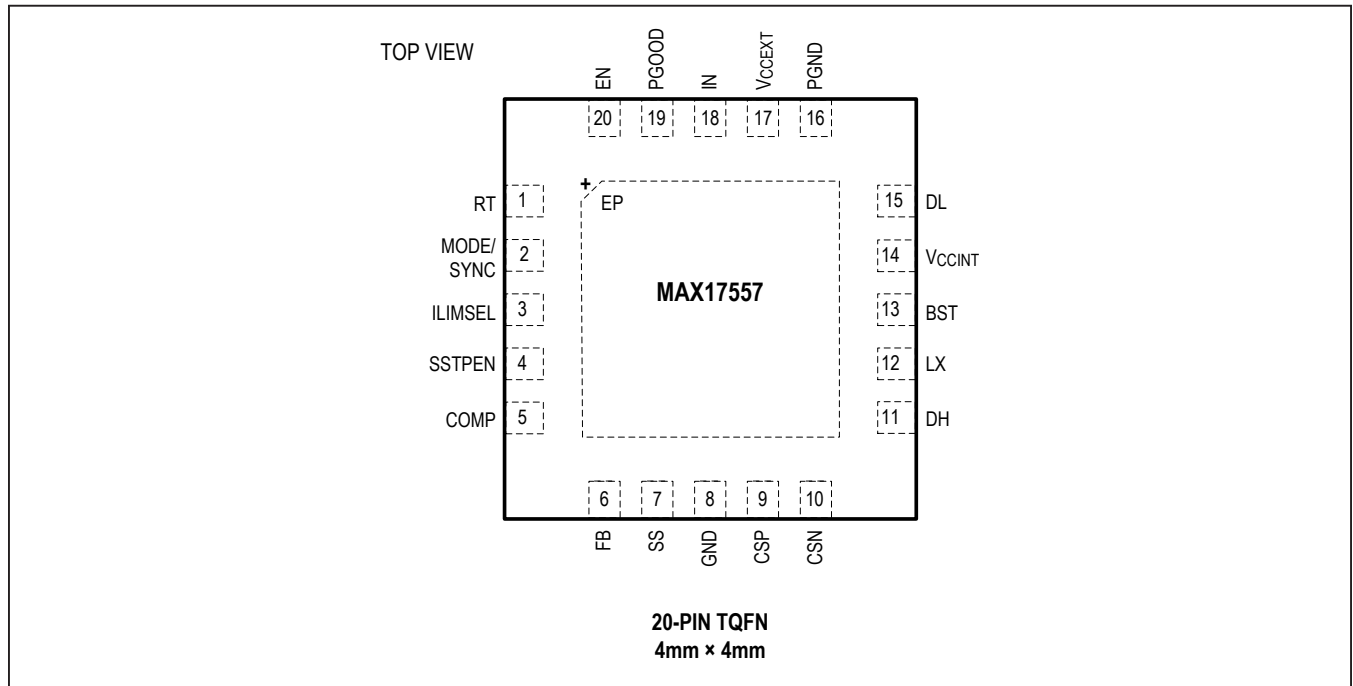 TOP VIEW
EN
PGOOD
IN
VCCEXT
PGND
20
19
18
17
16
+
EP
RT
1
MODE/
SYNC
2
ILIMSEL
3
SSTPEN
4
COMP
5
MAX17557
15
DL
14
VCCINT
13
BST
12
LX
11
DH
6
7
8
9
10
FB
SS
GND
CSP
CSN
20-PIN TQFN
4mm × 4mm